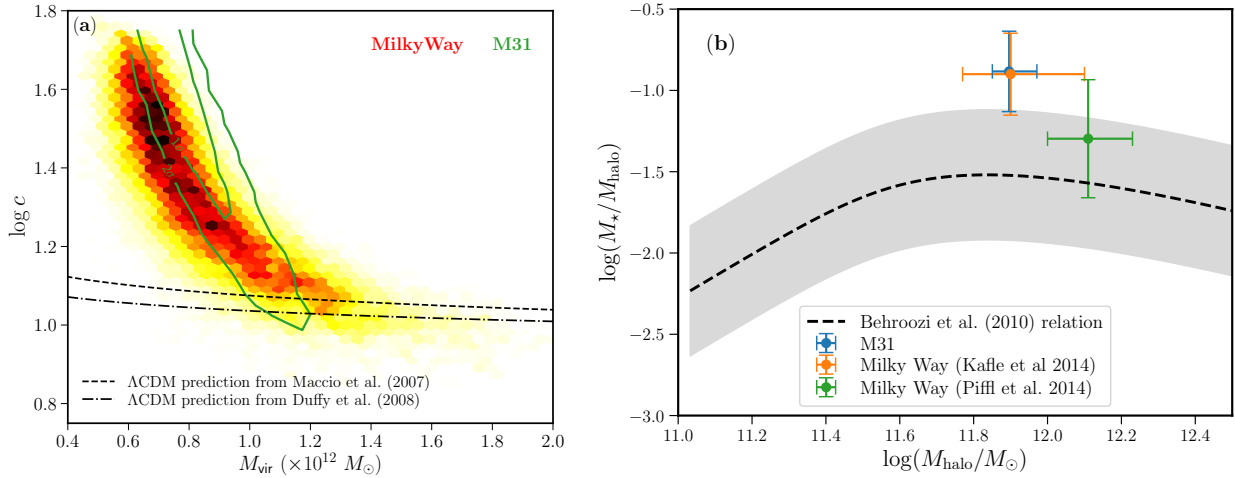 (a)
MilkyWay M31
1.8
1.6
1.4
1.2
1.0
0.8
log c
ΛCDM prediction from Maccio et al. (2007)
ΛCDM prediction from Duffy et al. (2008)
0.4 0.6 0.8 1.0 1.2 1.4 1.6 1.8 2.0
M_vir (×10^12 M_⊙)
(b)
−0.5
−1.0
−1.5
−2.0
−2.5
−3.0
log(M_⋆/M_halo)
Behroozi et al. (2010) relation
M31
Milky Way (Kafle et al 2014)
Milky Way (Piffl et al. 2014)
11.0 11.2 11.4 11.6 11.8 12.0 12.2 12.4
log(M_halo/M_⊙)